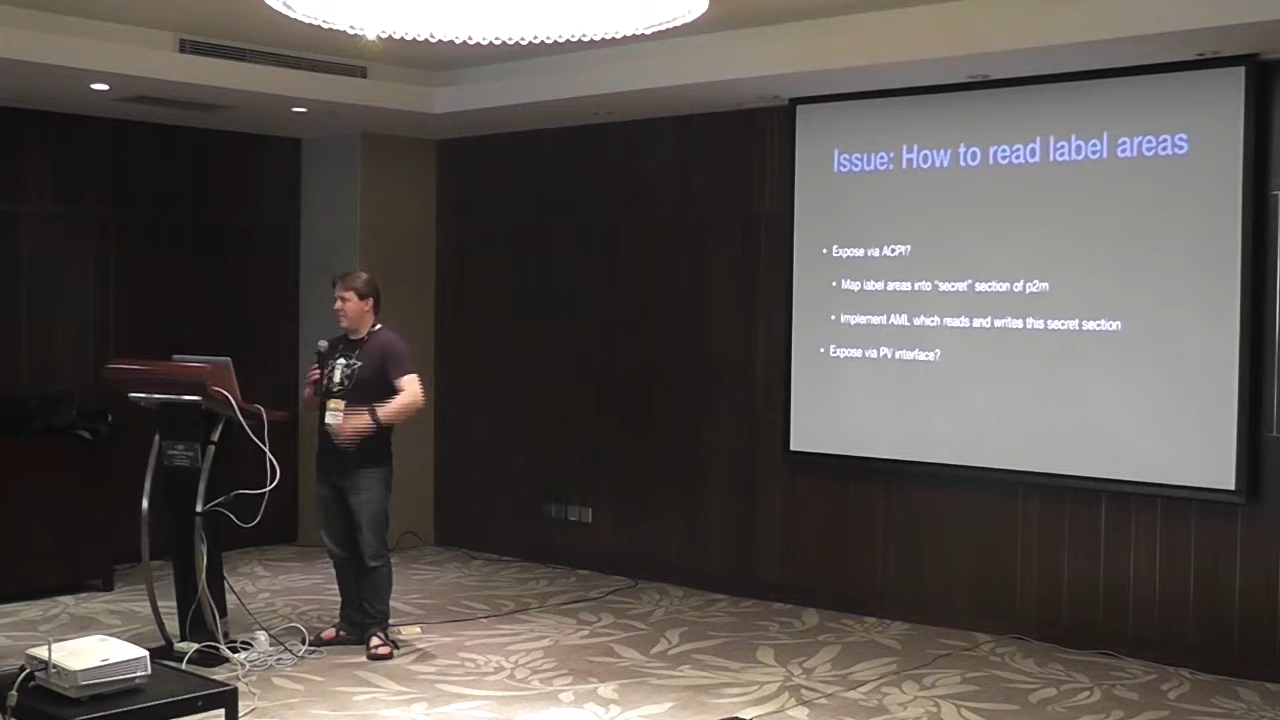 Issue: How to read label areas
• Expose via ACPI?
• Map label areas into “secret” section of p2m
• Implement AML which reads and writes this secret section
• Expose via PV interface?